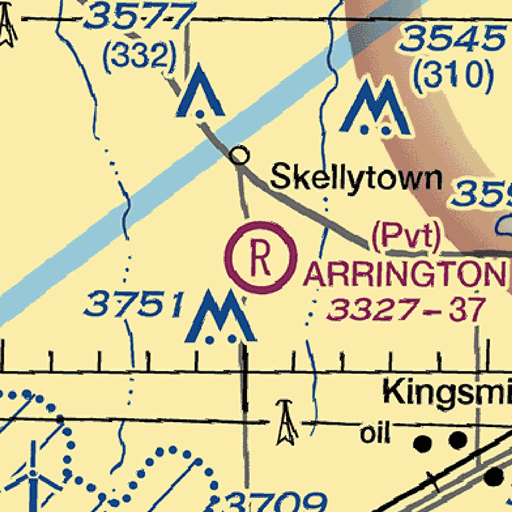 3577
(332)
3545
(310)
Skellytown
(Pvt)
R
ARRINGTON
3327-37
3751
Kingsmi
oil
3709